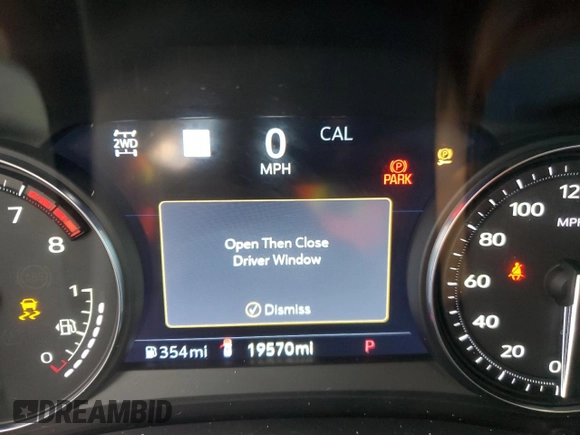 2WD
0
MPH
CAL
PARK
7
8
1
0
Open Then Close
Driver Window
Dismiss
354mi
19570mi
P
12
100
80
60
40
20
0
MPH
DREAMBID